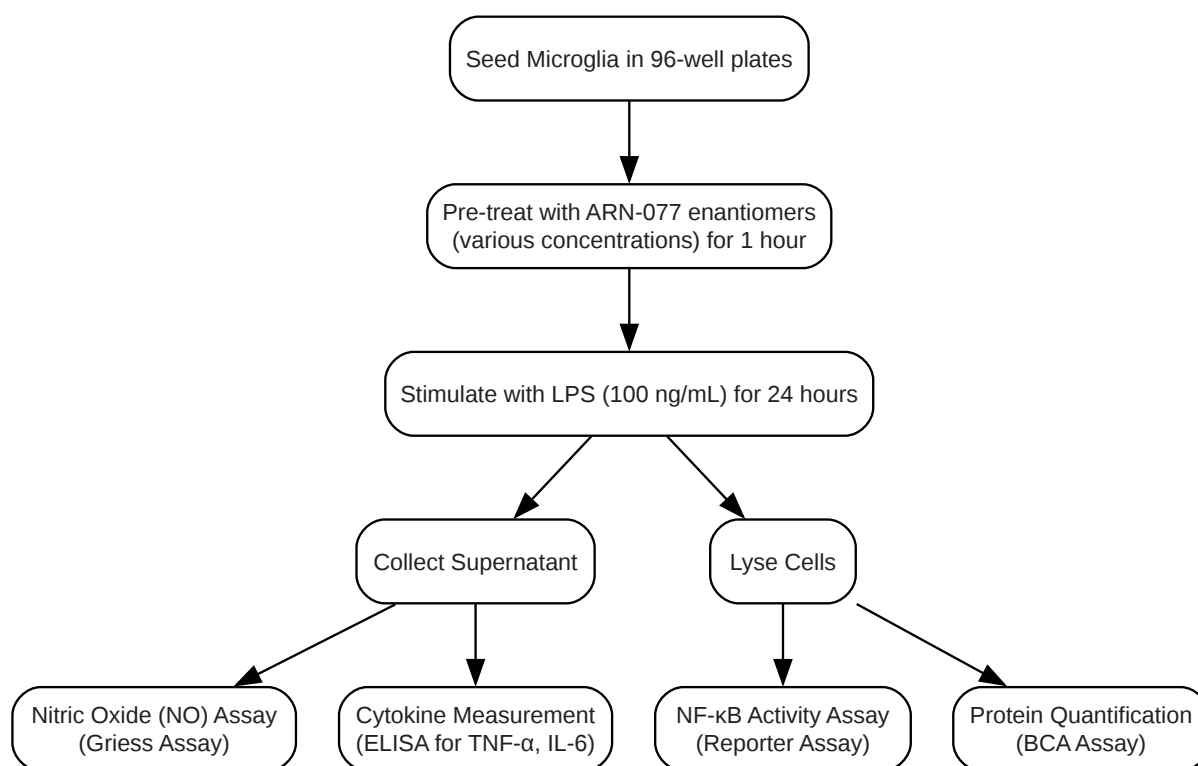 Seed Microglia in 96-well plates
Pre-treat with ARN-077 enantiomers
(various concentrations) for 1 hour
Stimulate with LPS (100 ng/mL) for 24 hours
Collect Supernatant
Lyse Cells
Nitric Oxide (NO) Assay
(Griess Assay)
Cytokine Measurement
(ELISA for TNF-α, IL-6)
NF-κB Activity Assay
(Reporter Assay)
Protein Quantification
(BCA Assay)